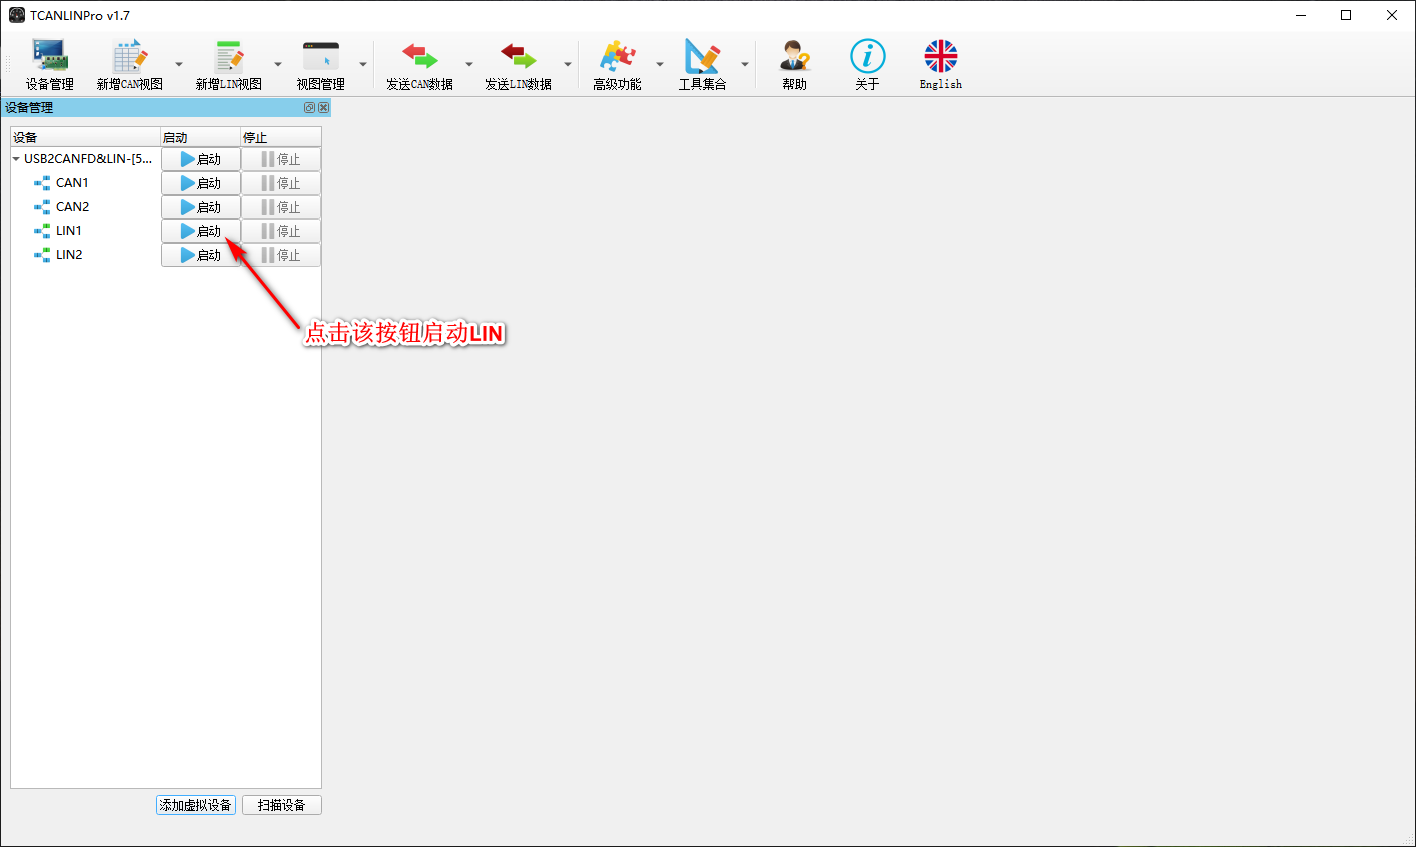 TCANLINPro v1.7
设备管理 新增CAN视图 新增LIN视图 视图管理 发送CAN数据 发送LIN数据 高级功能 工具集合 帮助 关于 English
设备管理
设备 启动 停止
USB2CANFD&LIN-[5... 启动 停止
CAN1 启动 停止
CAN2 启动 停止
LIN1 启动 停止
LIN2 启动 停止
点击该按钮启动LIN
添加虚拟设备 扫描设备